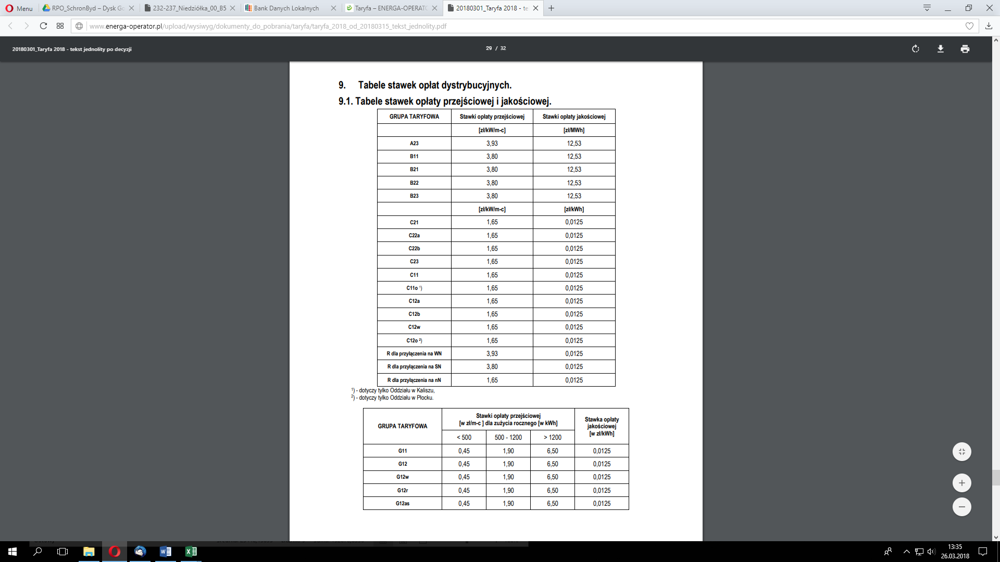 Menu
RPO_SchronByd – Dysk Go
232-237_Niedziółka_00_B5
Bank Danych Lokalnych
Taryfa – ENERGA-OPERATO
20180301_Taryfa 2018 - te
www.energa-operator.pl/upload/wysiwyg/dokumenty_do_pobrania/taryfa/taryfa_2018_od_20180315_tekst_jednolity.pdf
20180301_Taryfa 2018 - tekst jednolity po decyzji
29 / 32
9. Tabele stawek opłat dystrybucyjnych.
9.1. Tabele stawek opłaty przejściowej i jakościowej.
GRUPA TARYFOWA Stawki opłaty przejściowej Stawki opłaty jakościowej
[zł/kW/m-c] [zł/MWh]
A23 3,93 12,53
B11 3,80 12,53
B21 3,80 12,53
B22 3,80 12,53
B23 3,80 12,53
[zł/kW/m-c] [zł/kWh]
C21 1,65 0,0125
C22a 1,65 0,0125
C22b 1,65 0,0125
C23 1,65 0,0125
C11 1,65 0,0125
C11o ¹) 1,65 0,0125
C12a 1,65 0,0125
C12b 1,65 0,0125
C12w 1,65 0,0125
C12o ²) 1,65 0,0125
R dla przyłączenia na WN 3,93 0,0125
R dla przyłączenia na SN 3,80 0,0125
R dla przyłączenia na nN 1,65 0,0125
¹) - dotyczy tylko Oddziału w Kaliszu,
²) - dotyczy tylko Oddziału w Płocku.
GRUPA TARYFOWA
Stawki opłaty przejściowej
[w zł/m-c ] dla zużycia rocznego [w kWh]
Stawka opłaty
jakościowej
[w zł/kWh]
< 500 500 - 1200 > 1200
G11 0,45 1,90 6,50 0,0125
G12 0,45 1,90 6,50 0,0125
G12w 0,45 1,90 6,50 0,0125
G12r 0,45 1,90 6,50 0,0125
G12as 0,45 1,90 6,50 0,0125
13:35
26.03.2018